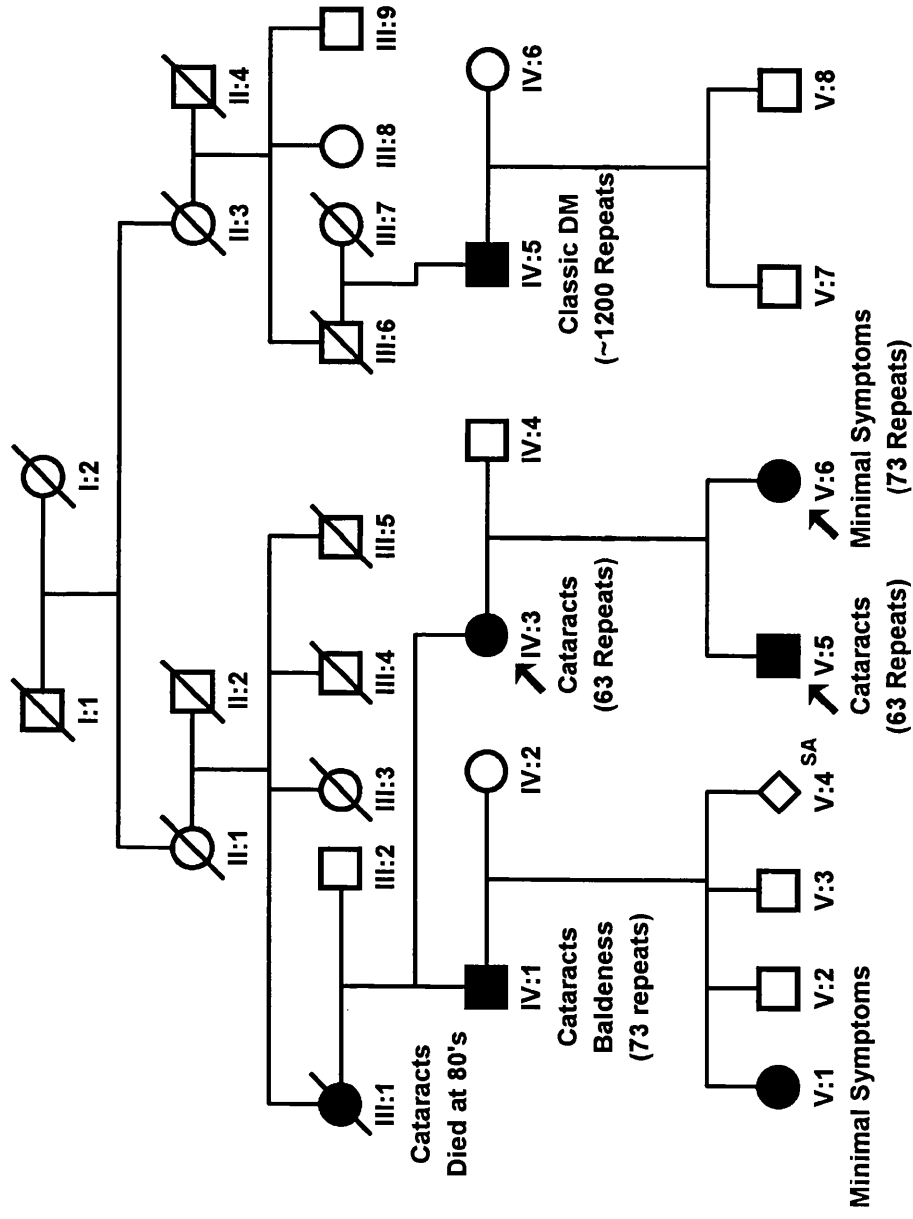 I:1
I:2
II:1
II:2
II:3
II:4
III:1
III:2
III:3
III:4
III:5
III:6
III:7
III:8
III:9
Cataracts
Died at 80's
IV:1
IV:2
IV:3
IV:4
IV:5
IV:6
Cataracts
Baldeness
(73 repeats)
Cataracts
(63 Repeats)
Classic DM
(~1200 Repeats)
V:1
V:2
V:3
V:4
SA
V:5
V:6
V:7
V:8
Minimal Symptoms
Cataracts
(63 Repeats)
Minimal Symptoms
(73 Repeats)